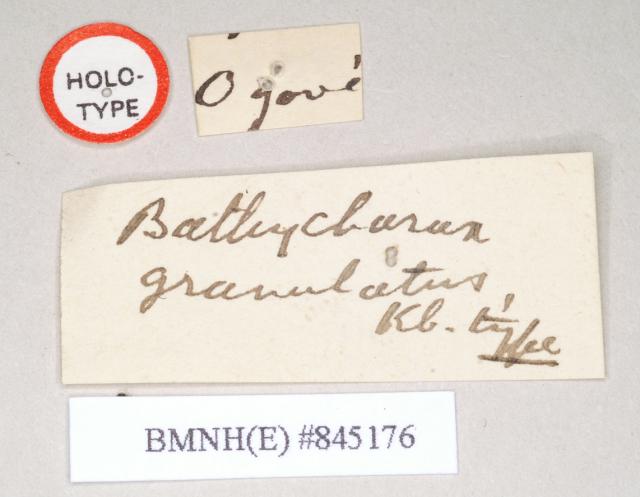 HOLO-
TYPE
Ogové
Bathycharax
granulatus,
Kb. type
BMNH(E) #845176